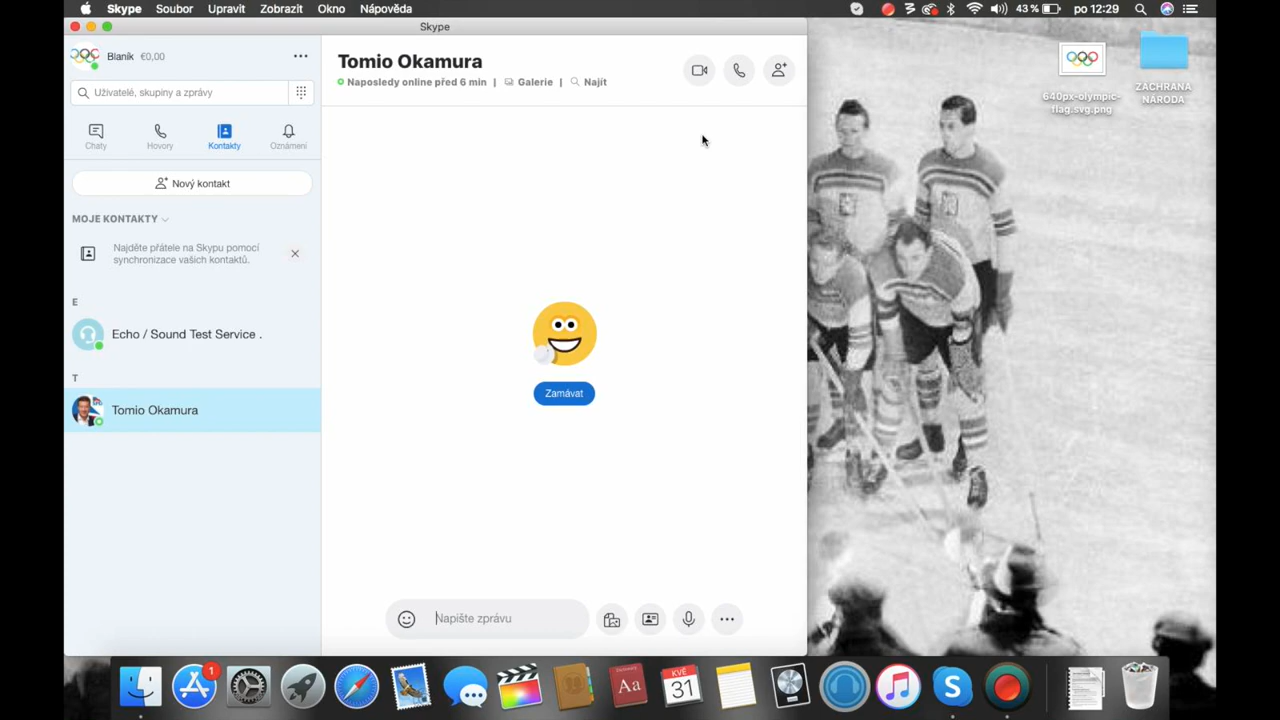 Skype Soubor Upravit Zobrazit Okno Nápověda 43 % po 12:29
Skype
Blaník €0,00
Uživatelé, skupiny a zprávy
Chaty Hovory Kontakty Oznámení
Nový kontakt
MOJE KONTAKTY
Najděte přátele na Skypu pomocí
synchronizace vašich kontaktů.
E
Echo / Sound Test Service .
T
Tomio Okamura
Tomio Okamura
Naposledy online před 6 min | Galerie | Najít
Zamávat
Napište zprávu
640px-olympic-
flag.svg.png
ZÁCHRANA
NÁRODA
1
Aa
KVĚ
31
S